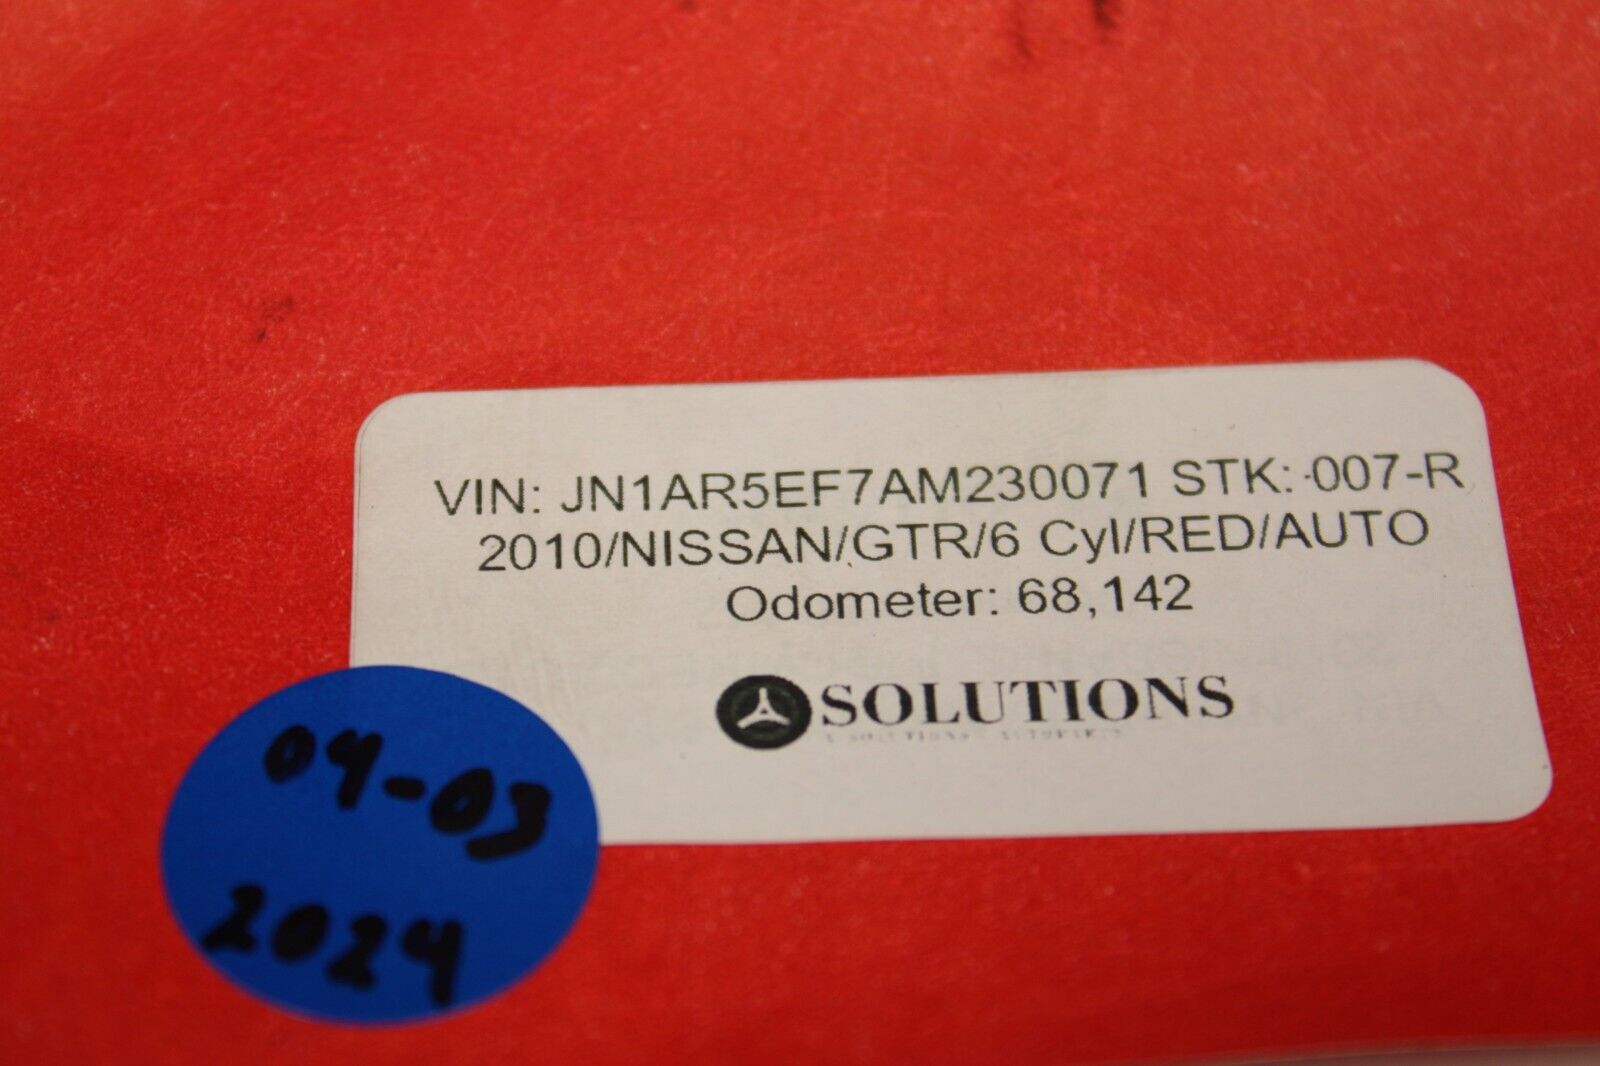 VIN: JN1AR5EF7AM230071 STK: 007-R
2010/NISSAN/GTR/6 Cyl/RED/AUTO
Odometer: 68,142
SOLUTIONS
04-03
2024